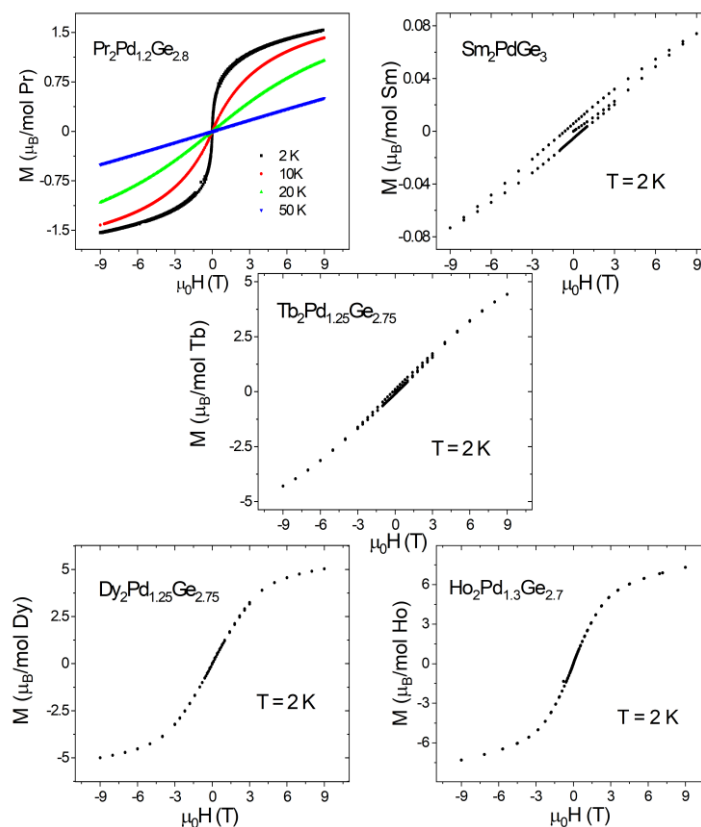 Pr2Pd1.2Ge2.8
M (μB/mol Pr)
1.5
0.75
0
-0.75
-1.5
2 K
10K
20 K
50 K
-9 -6 -3 0 3 6 9
μ0H (T)
Sm2PdGe3
M (μB/mol Sm)
0.08
0.04
0.00
-0.04
-0.08
T = 2 K
-9 -6 -3 0 3 6 9
μ0H (T)
Tb2Pd1.25Ge2.75
M (μB/mol Tb)
5
2.5
0
-2.5
-5
T = 2 K
-9 -6 -3 0 3 6 9
μ0H (T)
Dy2Pd1.25Ge2.75
M (μB/mol Dy)
5
2.5
0
-2.5
-5
T = 2 K
-9 -6 -3 0 3 6 9
μ0H (T)
Ho2Pd1.3Ge2.7
M (μB/mol Ho)
6
3
0
-3
-6
T = 2 K
-9 -6 -3 0 3 6 9
μ0H (T)